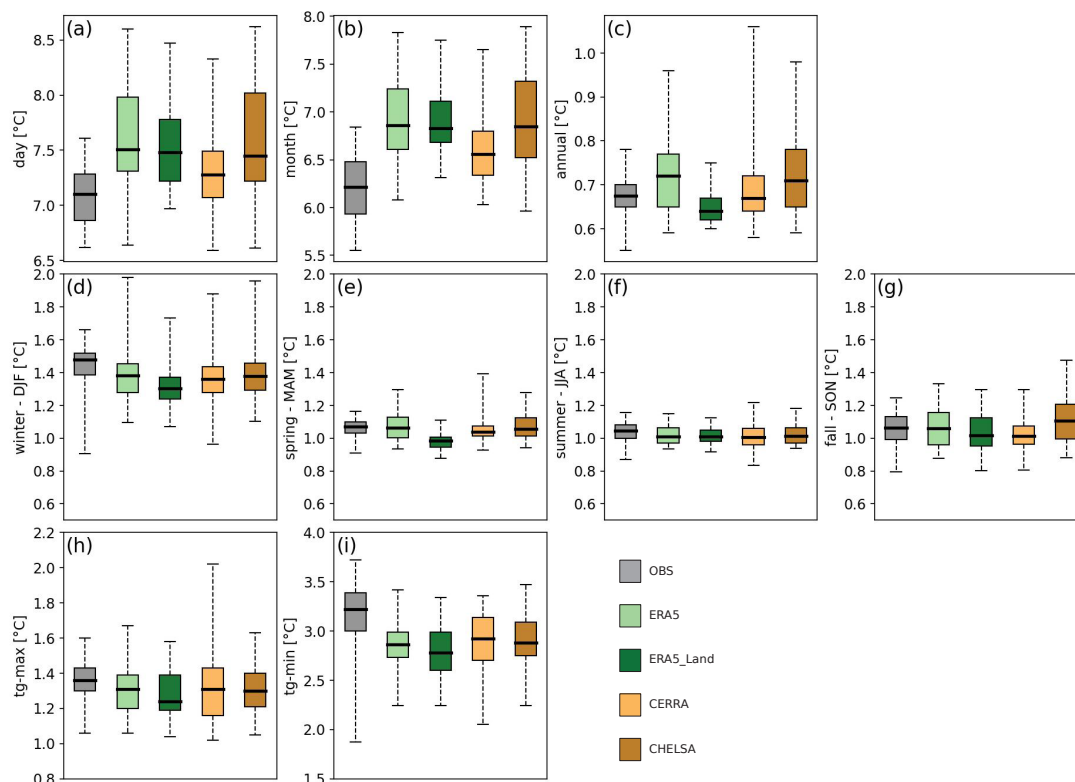 (a)
day [°C]
8.5
8.0
7.5
7.0
6.5
(b)
month [°C]
8.0
7.5
7.0
6.5
6.0
5.5
(c)
annual [°C]
1.0
0.9
0.8
0.7
0.6
(d)
winter - DJF [°C]
2.0
1.8
1.6
1.4
1.2
1.0
0.8
0.6
(e)
spring - MAM [°C]
2.0
1.8
1.6
1.4
1.2
1.0
0.8
0.6
(f)
summer - JJA [°C]
2.0
1.8
1.6
1.4
1.2
1.0
0.8
0.6
(g)
fall - SON [°C]
2.0
1.8
1.6
1.4
1.2
1.0
0.8
0.6
(h)
tg-max [°C]
2.2
2.0
1.8
1.6
1.4
1.2
1.0
0.8
(i)
tg-min [°C]
4.0
3.5
3.0
2.5
2.0
1.5
OBS
ERA5
ERA5_Land
CERRA
CHELSA